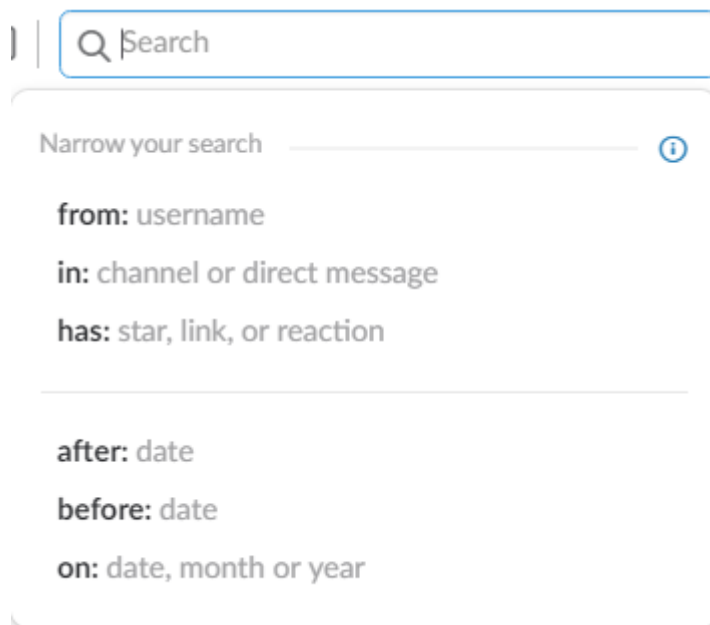 Search
Narrow your search
from: username
in: channel or direct message
has: star, link, or reaction
after: date
before: date
on: date, month or year